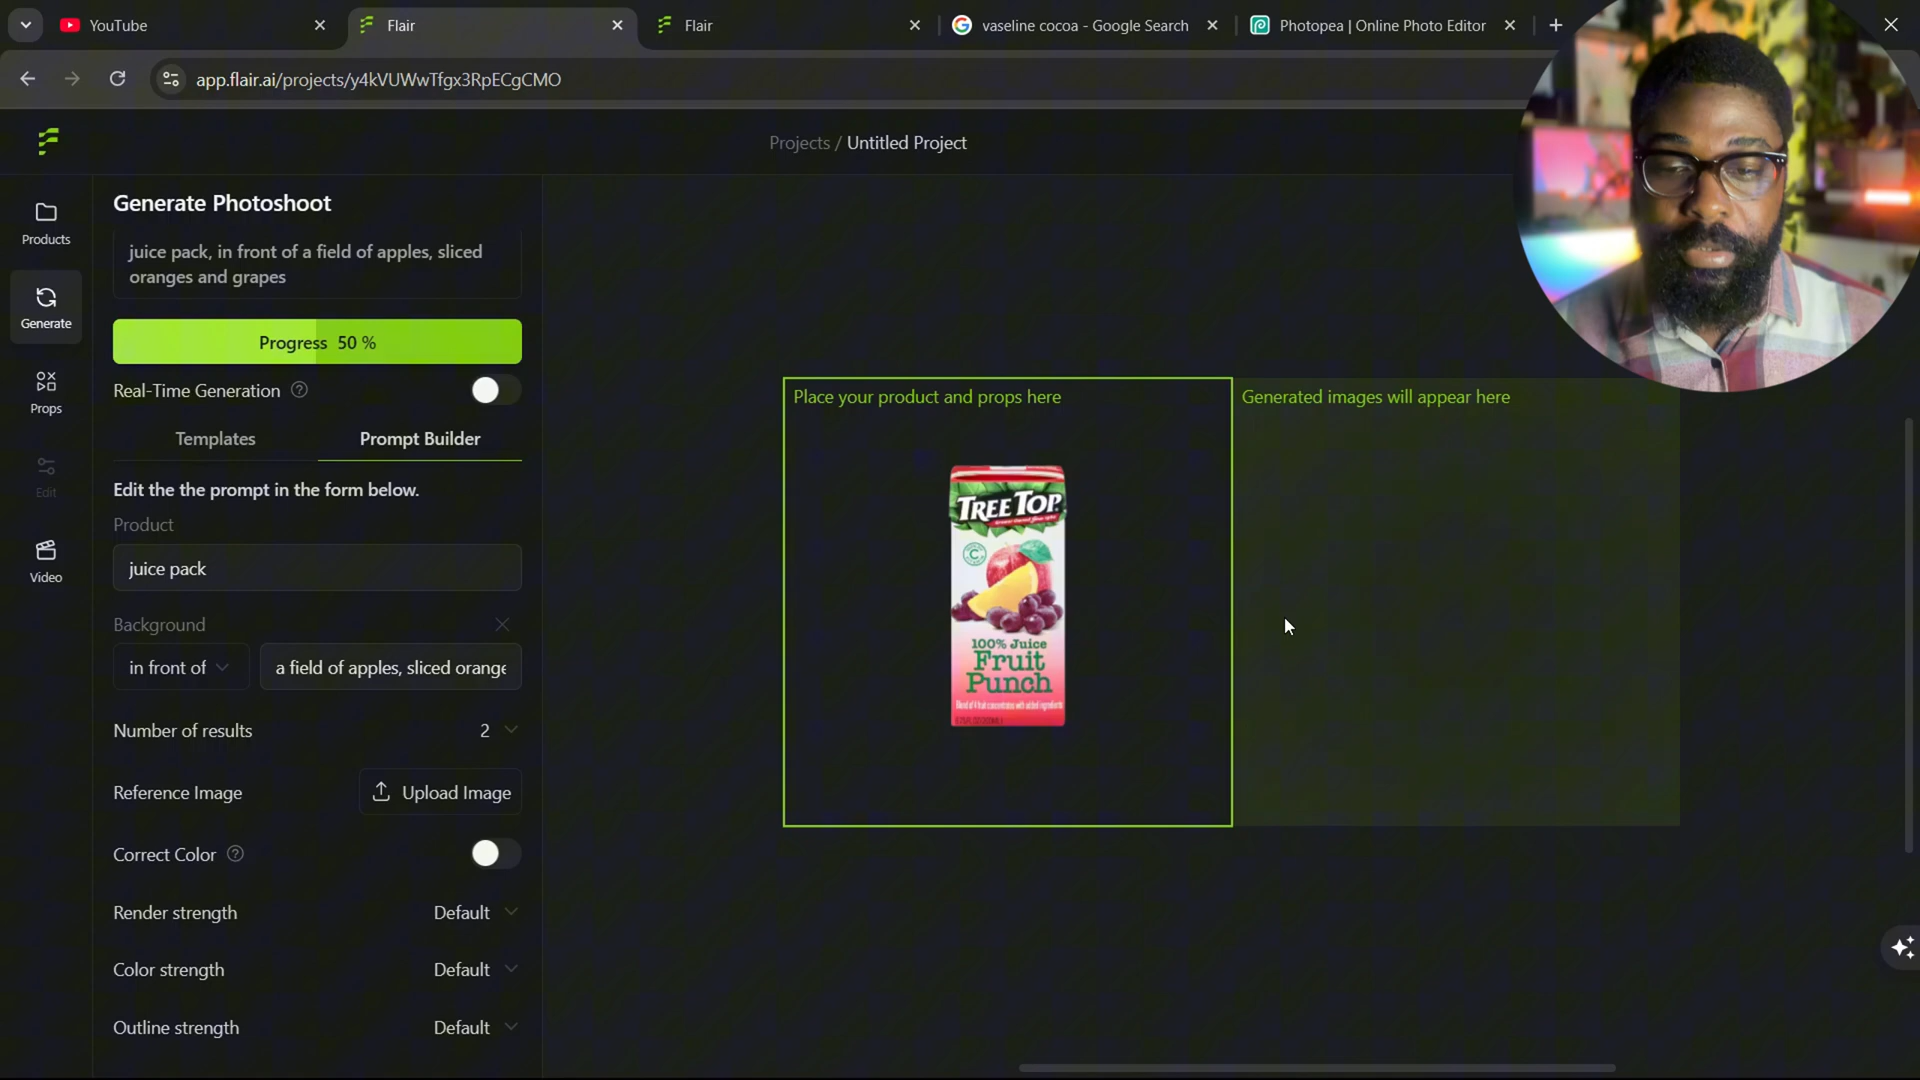 YouTube
Flair
Flair
vaseline cocoa - Google Search
Photopea | Online Photo Editor
app.flair.ai/projects/y4kVUWwTfgx3RpECgCMO
Projects / Untitled Project
Products
Generate
Props
Edit
Video
Generate Photoshoot
juice pack, in front of a field of apples, sliced
oranges and grapes
Progress 50 %
Real-Time Generation
Templates
Prompt Builder
Edit the the prompt in the form below.
Product
juice pack
Background
in front of
a field of apples, sliced orange
Number of results
2
Reference Image
Upload Image
Correct Color
Render strength
Default
Color strength
Default
Outline strength
Default
Place your product and props here
TREE TOP
C
100% Juice
Fruit
Punch
Generated images will appear here